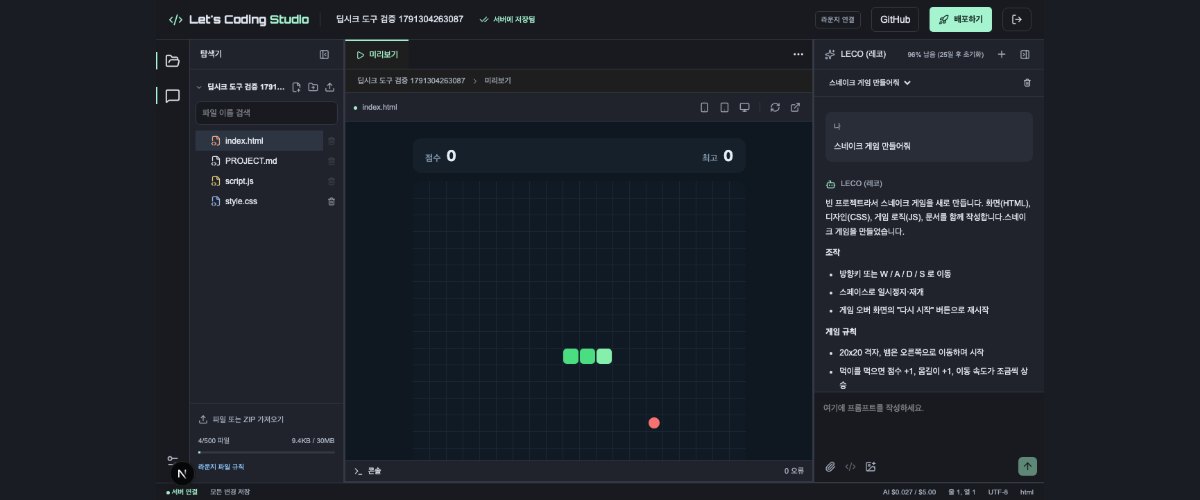 Let's Coding Studio
딥시크 도구 검증 1791304263087
서버에 저장됨
라운지 연결
GitHub
배포하기
탐색기
딥시크 도구 검증 1791...
파일 이름 검색
index.html
PROJECT.md
script.js
style.css
파일 또는 ZIP 가져오기
4/500 파일
9.4KB / 30MB
라운지 파일 규칙
미리보기
딥시크 도구 검증 1791304263087 > 미리보기
index.html
점수 0
최고 0
콘솔
0 오류
LECO (레코)
96% 남음 (25일 후 초기화)
스네이크 게임 만들어줘
나
스네이크 게임 만들어줘
LECO (레코)
빈 프로젝트라서 스네이크 게임을 새로 만듭니다. 화면(HTML),
디자인(CSS), 게임 로직(JS), 문서를 함께 작성합니다.스네이
크 게임을 만들었습니다.
조작
• 방향키 또는 W / A / D / S 로 이동
• 스페이스로 일시정지·재개
• 게임 오버 화면의 "다시 시작" 버튼으로 재시작
게임 규칙
• 20x20 격자, 뱀은 오른쪽으로 이동하며 시작
• 먹이를 먹으면 점수 +1, 몸길이 +1, 이동 속도가 조금씩 상
승
여기에 프롬프트를 작성하세요.
N
서버 연결
모든 변경 저장
AI $0.027 / $5.00
줄 1, 열 1
UTF-8
html